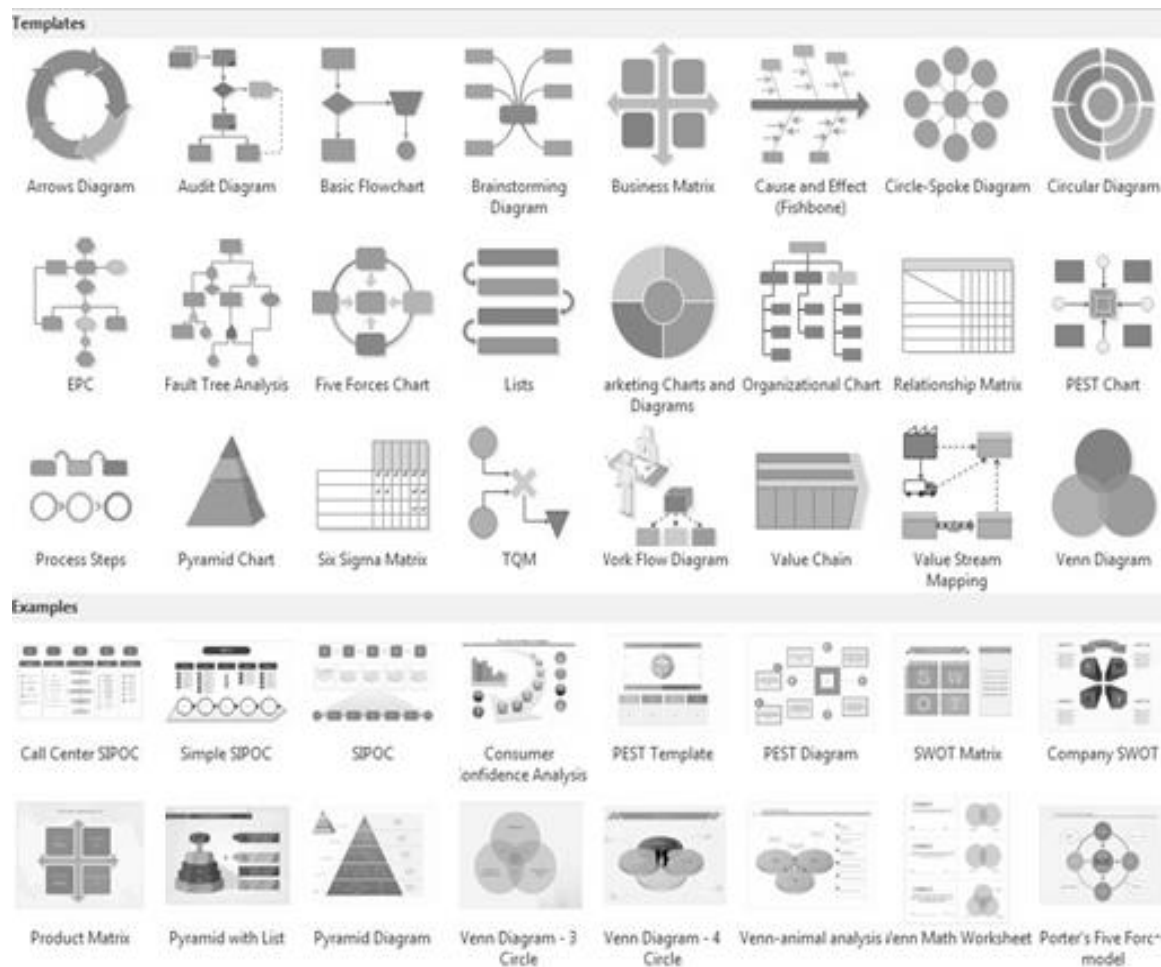 Templates
Arrows Diagram
Audit Diagram
Basic Flowchart
Brainstorming
Diagram
Business Matrix
Cause and Effect
(Fishbone)
Circle-Spoke Diagram
Circular Diagram
EPC
Fault Tree Analysis
Five Forces Chart
Lists
arketing Charts and
Diagrams
Organizational Chart
Relationship Matrix
PEST Chart
Process Steps
Pyramid Chart
Six Sigma Matrix
TQM
Work Flow Diagram
Value Chain
Value Stream
Mapping
Venn Diagram
Examples
Call Center SIPOC
Simple SIPOC
SIPOC
Consumer
Confidence Analysis
PEST Template
PEST Diagram
S W
O T
SWOT Matrix
Company SWOT
Product Matrix
Pyramid with List
Pyramid Diagram
Venn Diagram - 3
Circle
Venn Diagram - 4
Circle
Venn-animal analysis
Venn Math Worksheet
Porter's Five Forc
model